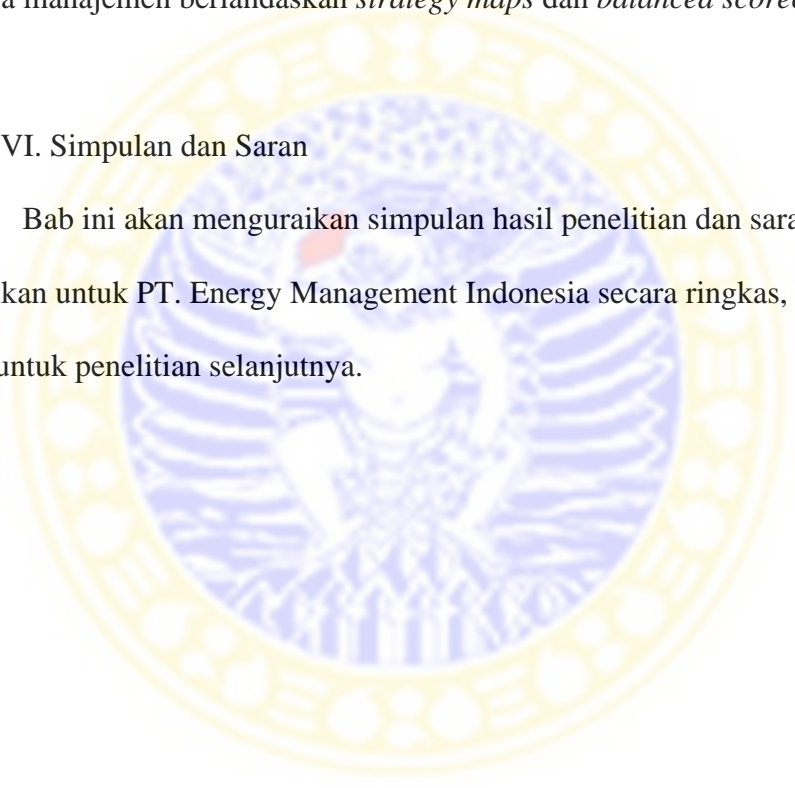 a manajemen berlandaskan strategy maps dan balanced score
VI. Simpulan dan Saran
Bab ini akan menguraikan simpulan hasil penelitian dan sara
kan untuk PT. Energy Management Indonesia secara ringkas,
untuk penelitian selanjutnya.